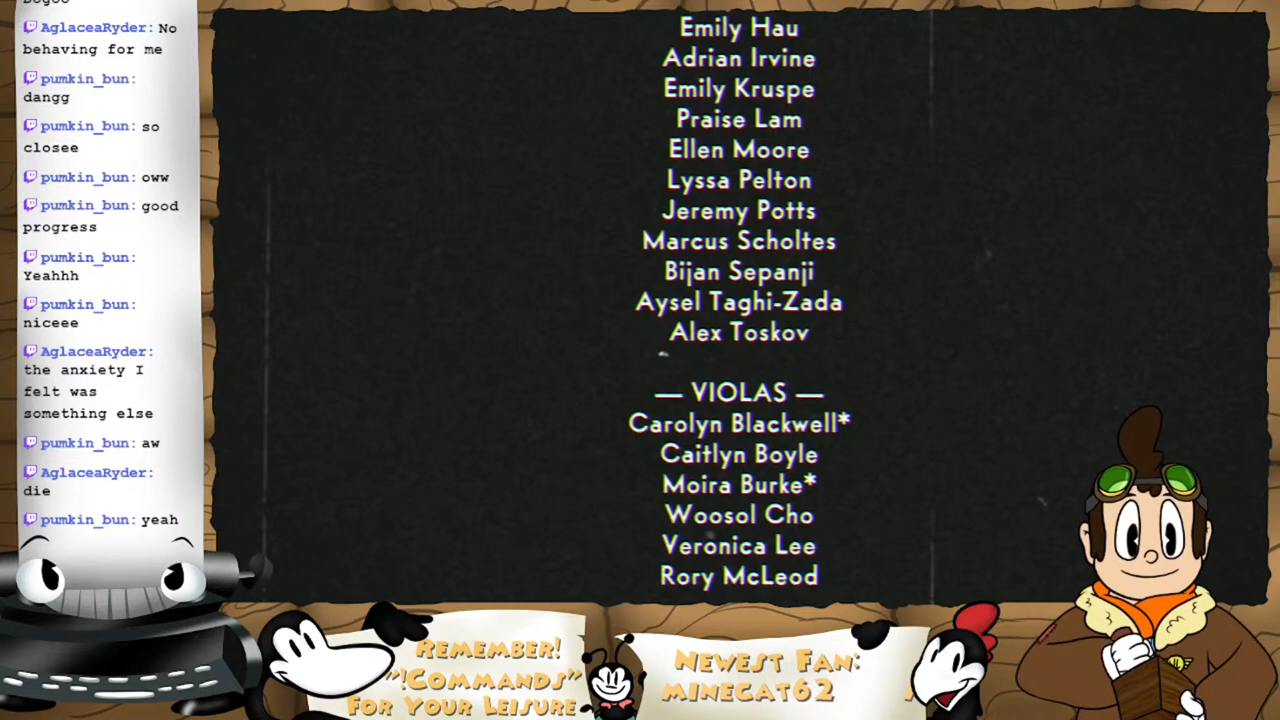 AglaceaRyder: No
behaving for me
pumkin_bun:
dangg
pumkin_bun: so
closee
pumkin_bun: oww
pumkin_bun: good
progress
pumkin_bun:
Yeahhh
pumkin_bun:
niceee
AglaceaRyder:
the anxiety I
felt was
something else
pumkin_bun: aw
AglaceaRyder:
die
pumkin_bun: yeah
Emily Hau
Adrian Irvine
Emily Kruspe
Praise Lam
Ellen Moore
Lyssa Pelton
Jeremy Potts
Marcus Scholtes
Bijan Sepanji
Aysel Taghi-Zada
Alex Toskov
— VIOLAS —
Carolyn Blackwell*
Caitlyn Boyle
Moira Burke*
Woosol Cho
Veronica Lee
Rory McLeod
Remember!
"!Commands"
For Your Leisure
Newest Fan:
minecat62